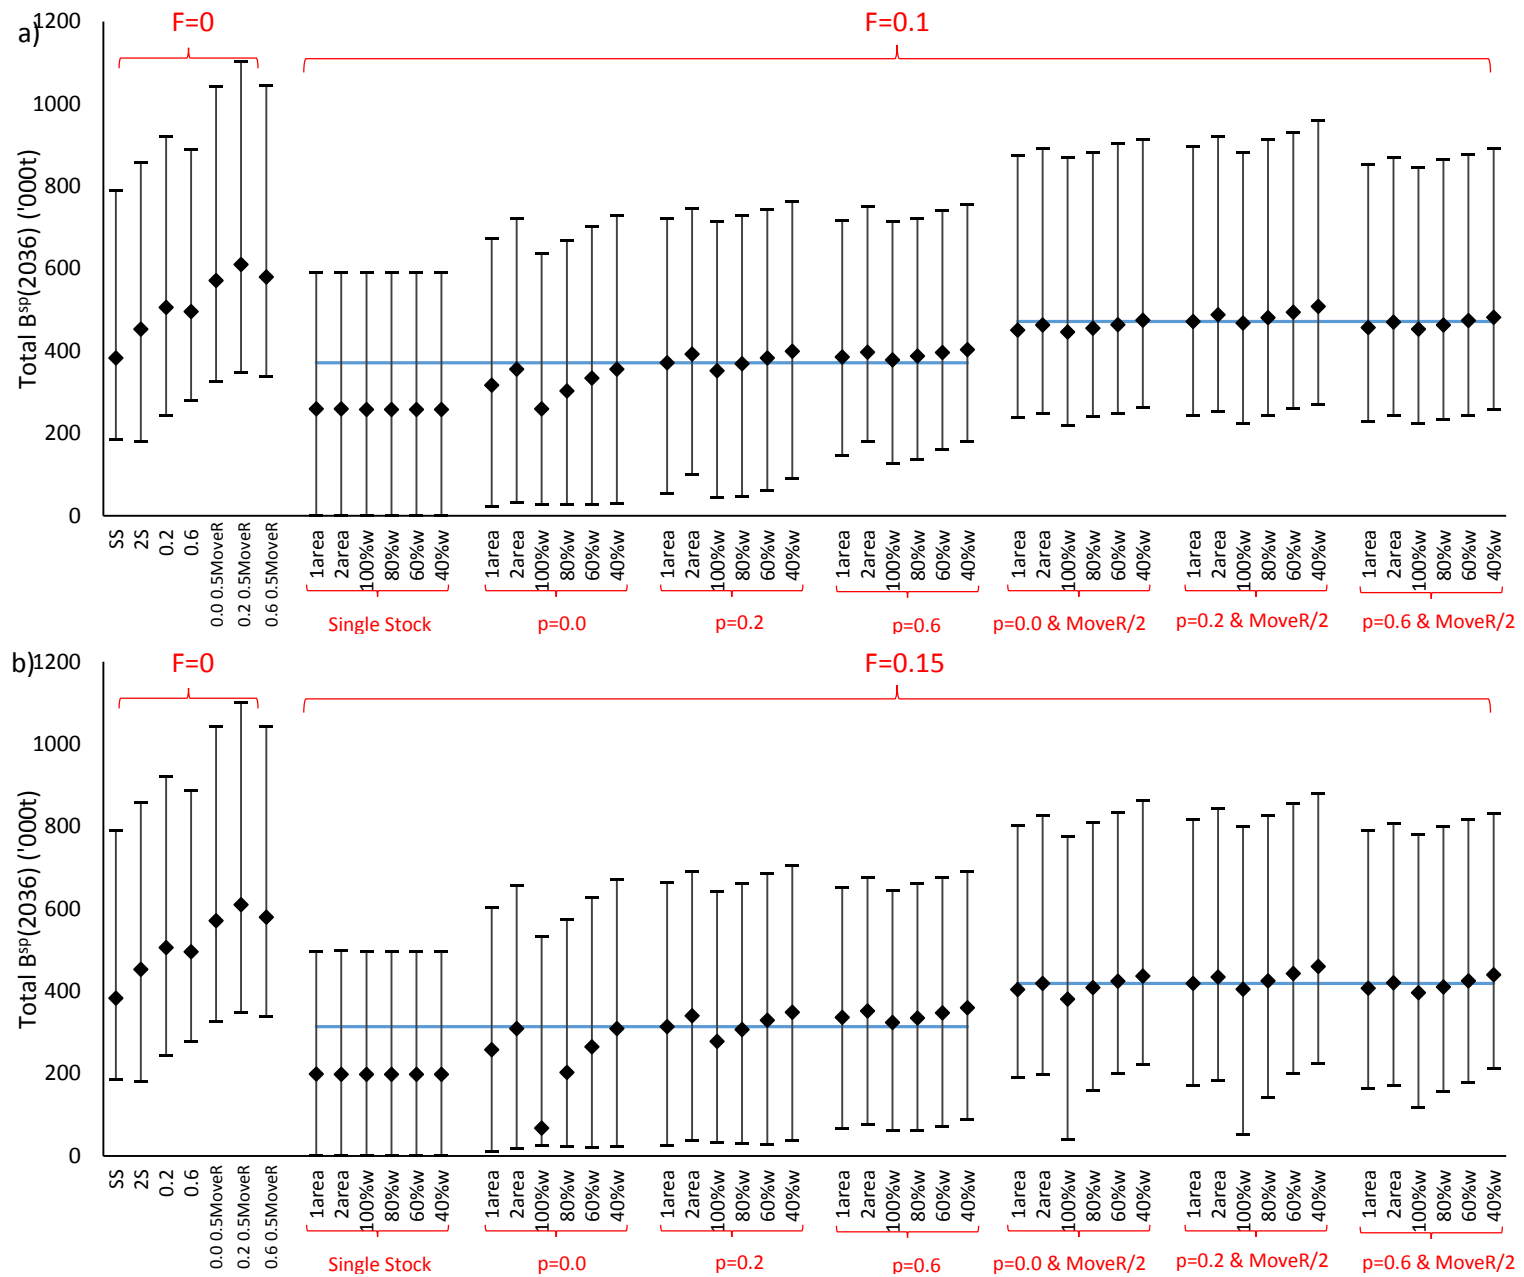 a)
F=0
F=0.1
Total Bsp(2036) ('000t)
1200
1000
800
600
400
200
0
SS
2S
0.2
0.6
0.0 0.5MoveR
0.2 0.5MoveR
0.6 0.5MoveR
1area
2area
100%w
80%w
60%w
40%w
1area
2area
100%w
80%w
60%w
40%w
1area
2area
100%w
80%w
60%w
40%w
1area
2area
100%w
80%w
60%w
40%w
1area
2area
100%w
80%w
60%w
40%w
1area
2area
100%w
80%w
60%w
40%w
1area
2area
100%w
80%w
60%w
40%w
Single Stock
p=0.0
p=0.2
p=0.6
p=0.0 & MoveR/2
p=0.2 & MoveR/2
p=0.6 & MoveR/2
b)
F=0
F=0.15
Total Bsp(2036) ('000t)
1200
1000
800
600
400
200
0
SS
2S
0.2
0.6
0.0 0.5MoveR
0.2 0.5MoveR
0.6 0.5MoveR
1area
2area
100%w
80%w
60%w
40%w
1area
2area
100%w
80%w
60%w
40%w
1area
2area
100%w
80%w
60%w
40%w
1area
2area
100%w
80%w
60%w
40%w
1area
2area
100%w
80%w
60%w
40%w
1area
2area
100%w
80%w
60%w
40%w
1area
2area
100%w
80%w
60%w
40%w
Single Stock
p=0.0
p=0.2
p=0.6
p=0.0 & MoveR/2
p=0.2 & MoveR/2
p=0.6 & MoveR/2